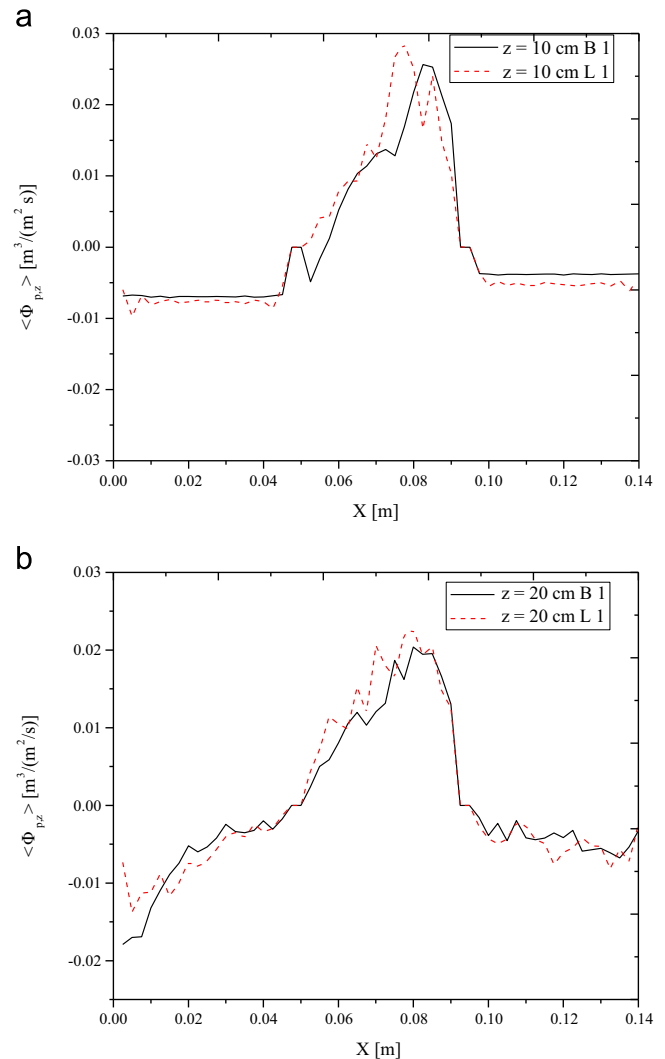 a
0.03
0.02
0.01
0.00
-0.01
-0.02
-0.03
<Φp,z > [m³/(m² s)]
z = 10 cm B 1
z = 10 cm L 1
0.00 0.02 0.04 0.06 0.08 0.10 0.12 0.14
X [m]
b
0.03
0.02
0.01
0.00
-0.01
-0.02
<Φp,z > [m³/(m²/s)]
z = 20 cm B 1
z = 20 cm L 1
0.00 0.02 0.04 0.06 0.08 0.10 0.12 0.14
X [m]